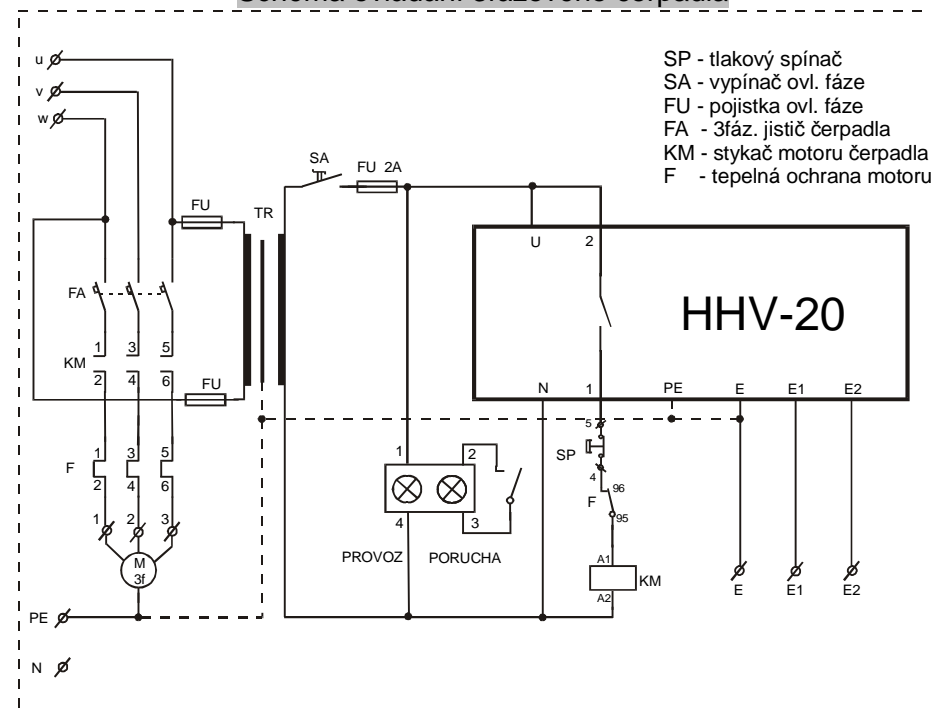 u
v
w
SP - tlakový spínač
SA - vypínač ovl. fáze
FU - pojistka ovl. fáze
FA - 3fáz. jistič čerpadla
KM - stykač motoru čerpadla
F - tepelná ochrana motoru
SA
FU 2A
FU
TR
U
2
HHV-20
FA
1
3
5
KM
2
4
6
FU
N
1
PE
E
E1
E2
5
SP
4
1
2
F
1
3
5
2
4
6
96
F
95
4
3
1
2
3
PROVOZ
PORUCHA
M
3f
A1
KM
A2
E
E1
E2
PE
N